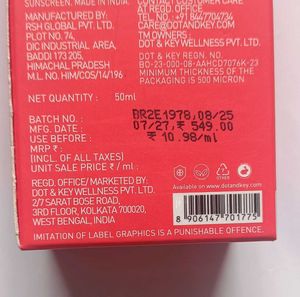 SUNSCREEN. MADE IN INDIA.
MANUFACTURED BY:
RSH GLOBAL (P) LTD.
PLOT NO. 74,
DIC INDUSTRIAL AREA,
BADDI 173 205,
HIMACHAL PRADESH
M.L. NO. HIM/COS/14/196
CONTACT CUSTOMER CARE
AT REGD. OFFICE.
TEL NO.: +91 8447704734
CARE@DOTANDKEY.COM
TM OWNERS :
DOT & KEY WELLNESS PVT. LTD.
DOT & KEY REGN. NO.
BO-23-000-08-AAHCD7076K-23
MINIMUM THICKNESS OF THE
PACKAGING IS 500 MICRON
NET QUANTITY: 50ml
BATCH NO. : BR2E1978,08/25
MFG. DATE : 07/27,₹ 549.00
USE BEFORE : ₹ 10.98/ml
MRP ₹ :
(INCL. OF ALL TAXES)
UNIT SALE PRICE ₹ / ml :
REGD. OFFICE/ MARKETED BY:
DOT & KEY WELLNESS PVT. LTD.
2/7 SARAT BOSE ROAD,
3RD FLOOR, KOLKATA 700020,
WEST BENGAL, INDIA
Available on www.dotandkey.com
8 906147 701775
IMITATION OF LABEL GRAPHICS IS A PUNISHABLE OFFENCE.